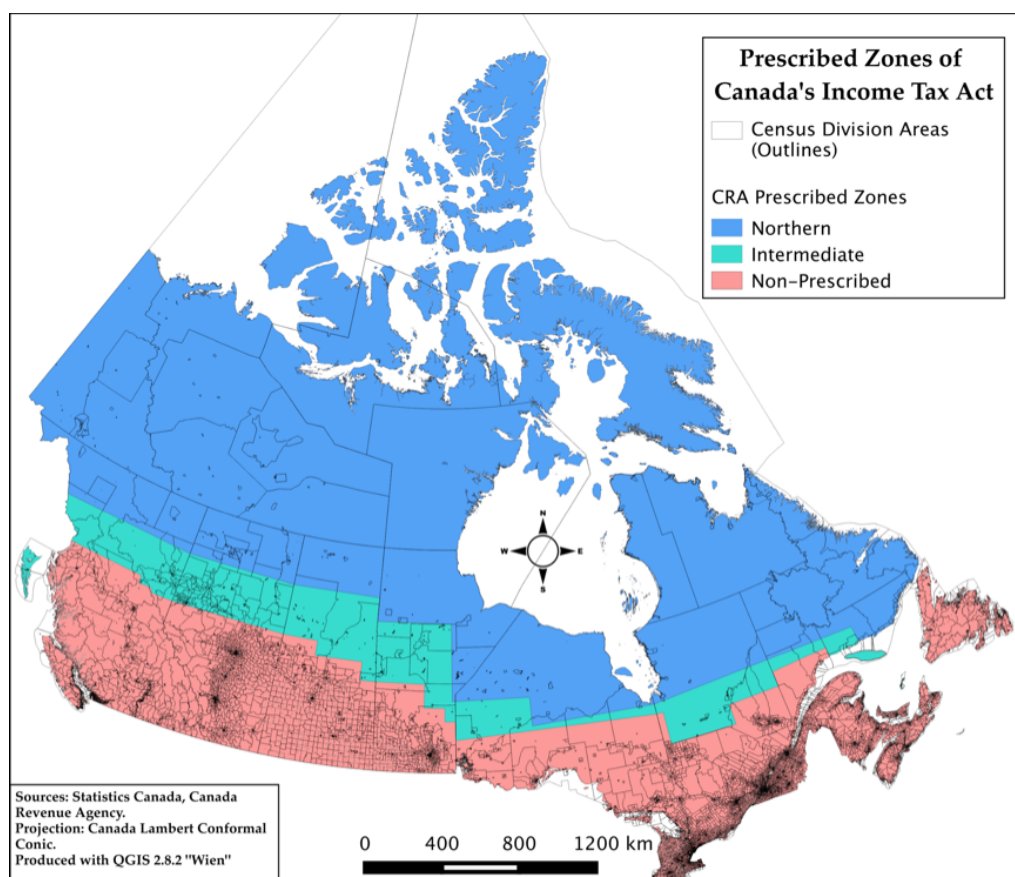 Prescribed Zones of
Canada's Income Tax Act
Census Division Areas
(Outlines)
CRA Prescribed Zones
Northern
Intermediate
Non-Prescribed
N
W
E
S
Sources: Statistics Canada, Canada
Revenue Agency.
Projection: Canada Lambert Conformal
Conic.
Produced with QGIS 2.8.2 "Wien"
0 400 800 1200 km